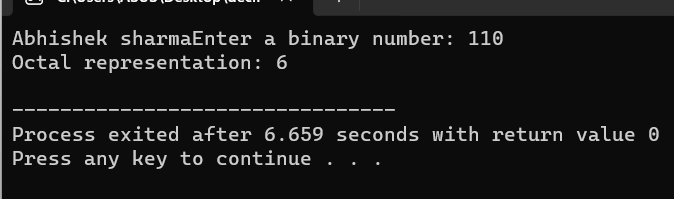 Abhishek sharmaEnter a binary number: 110
Octal representation: 6
--------------------------------
Process exited after 6.659 seconds with return value 0
Press any key to continue . . .